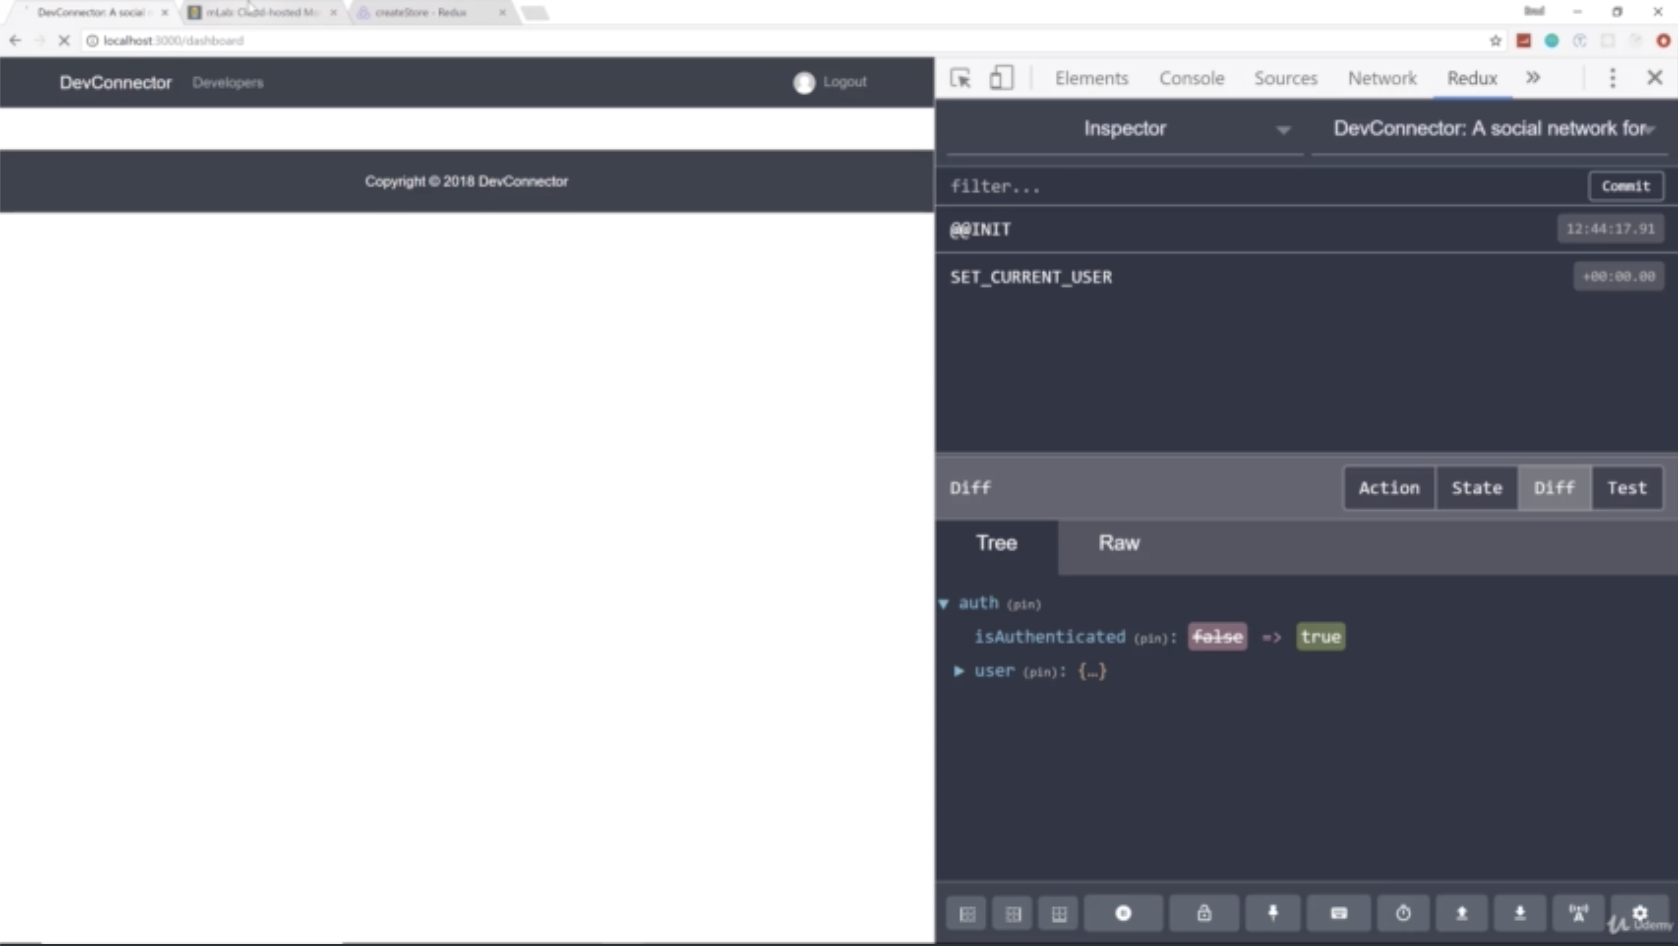 DevConnector: A social
mLab: Cloud-hosted Mo
createStore - Redux
localhost:3000/dashboard
DevConnector Developers Logout
Copyright © 2018 DevConnector
Elements Console Sources Network Redux »
Inspector DevConnector: A social network for
filter... Commit
@@INIT 12:44:17.91
SET_CURRENT_USER +00:00.00
Diff Action State Diff Test
Tree Raw
▼ auth (pin)
isAuthenticated (pin): false => true
▶ user (pin): {…}
Udemy